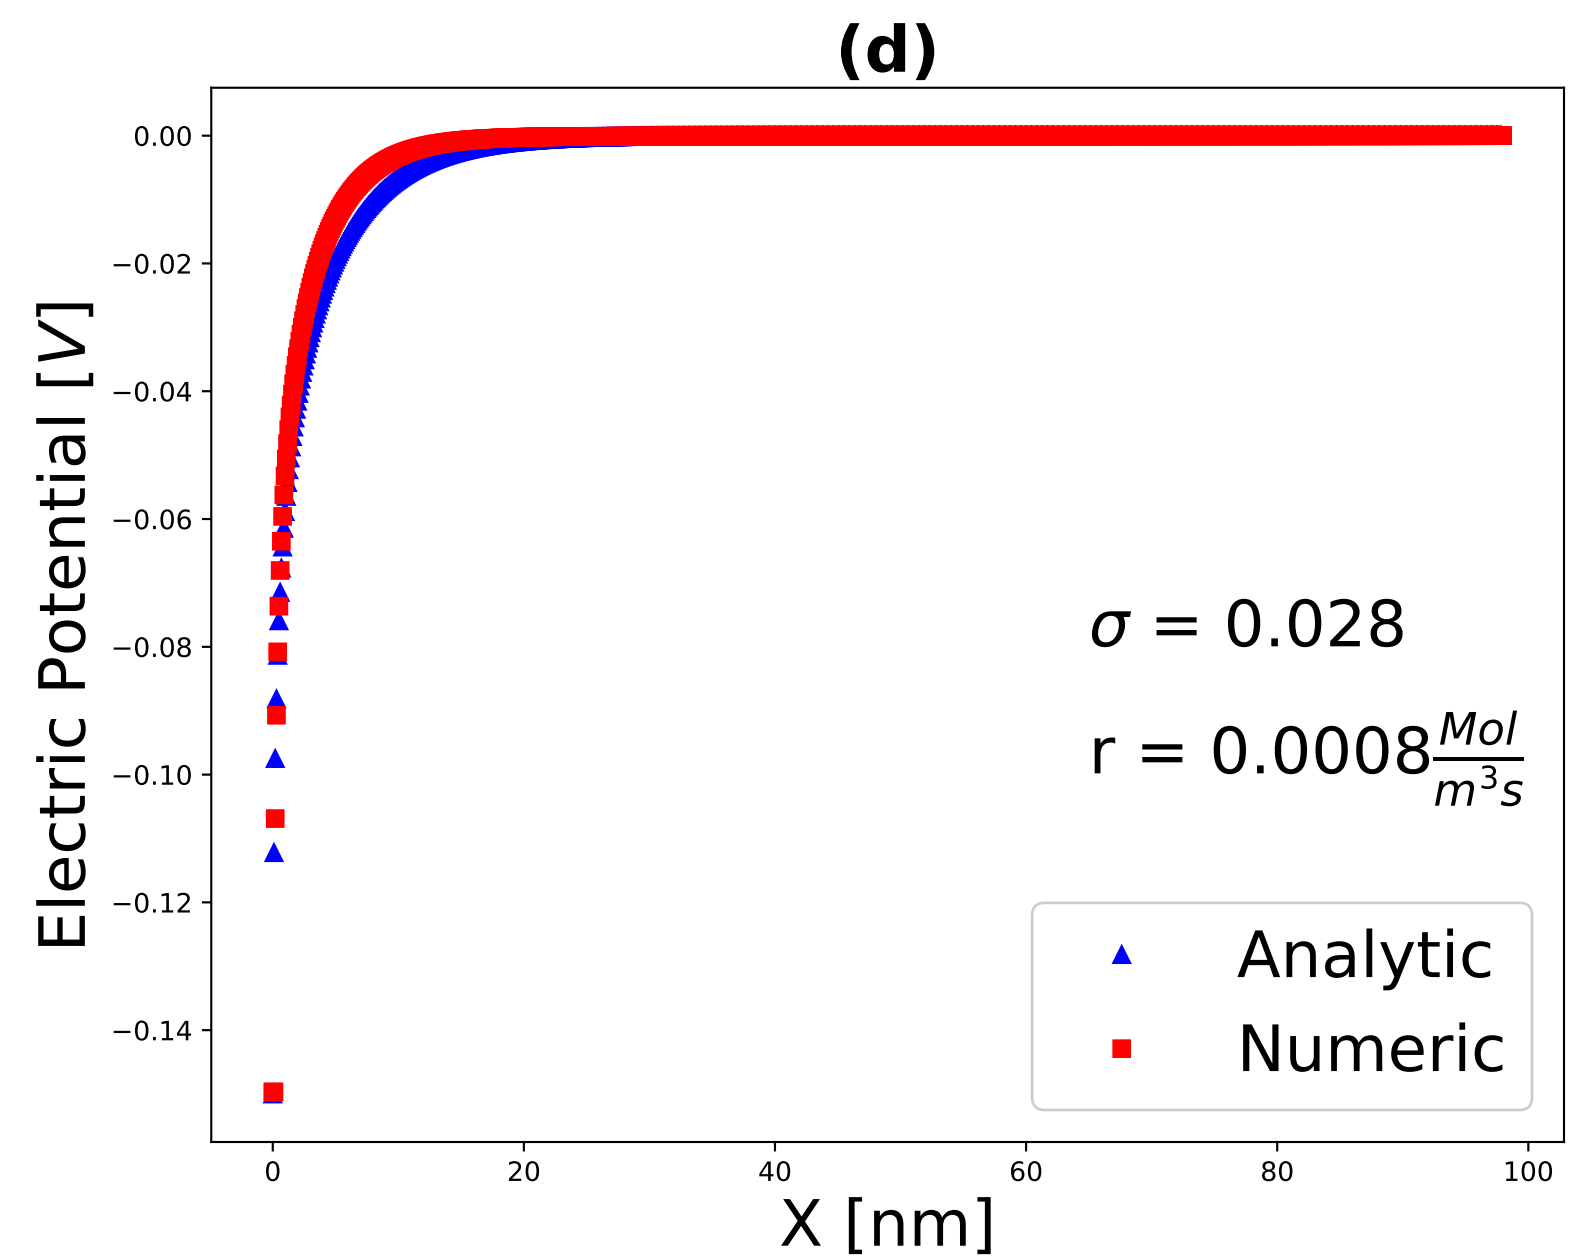 (d)
Electric Potential [V]
0.00
−0.02
−0.04
−0.06
−0.08
−0.10
−0.12
−0.14
σ = 0.028
r = 0.0008 Mol/m³s
Analytic
Numeric
0 20 40 60 80 100
X [nm]